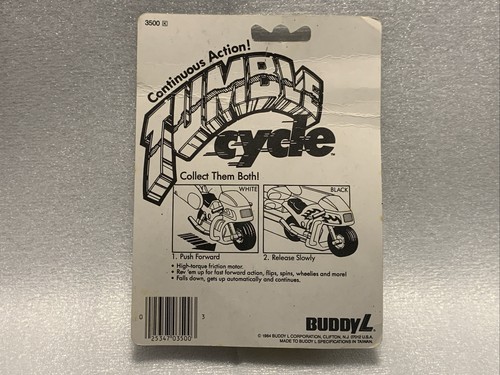 3500 K
Continuous Action!
TUMBLE
cycle™
Collect Them Both!
WHITE
BLACK
1. Push Forward
2. Release Slowly
• High-torque friction motor.
• Rev 'em up for fast forward action, flips, spins, wheelies and more!
• Falls down, gets up automatically and continues.
0
3
25347 03500
BUDDY L
© 1984 BUDDY L CORPORATION, CLIFTON, N.J. 07012 U.S.A.
MADE TO BUDDY L SPECIFICATIONS IN TAIWAN.